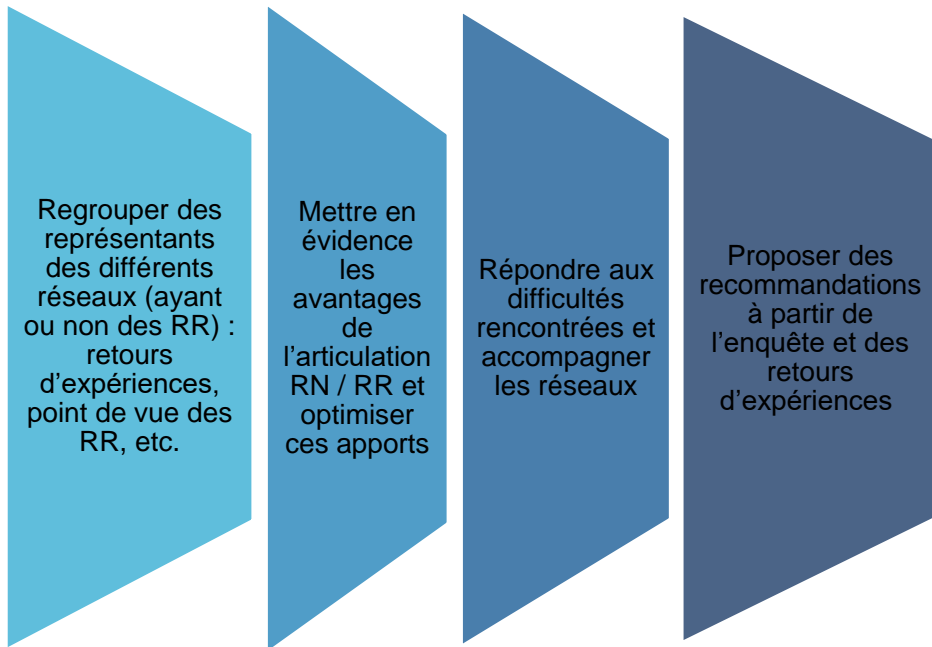 Regrouper des
représentants
des différents
réseaux (ayant
ou non des RR) :
retours
d'expériences,
point de vue des
RR, etc.
Mettre en
évidence
les
avantages
de
l’articulation
RN / RR et
optimiser
ces apports
Répondre aux
difficultés
rencontrées et
accompagner
les réseaux
Proposer des
recommandations
à partir de
l’enquête et des
retours
d’expériences